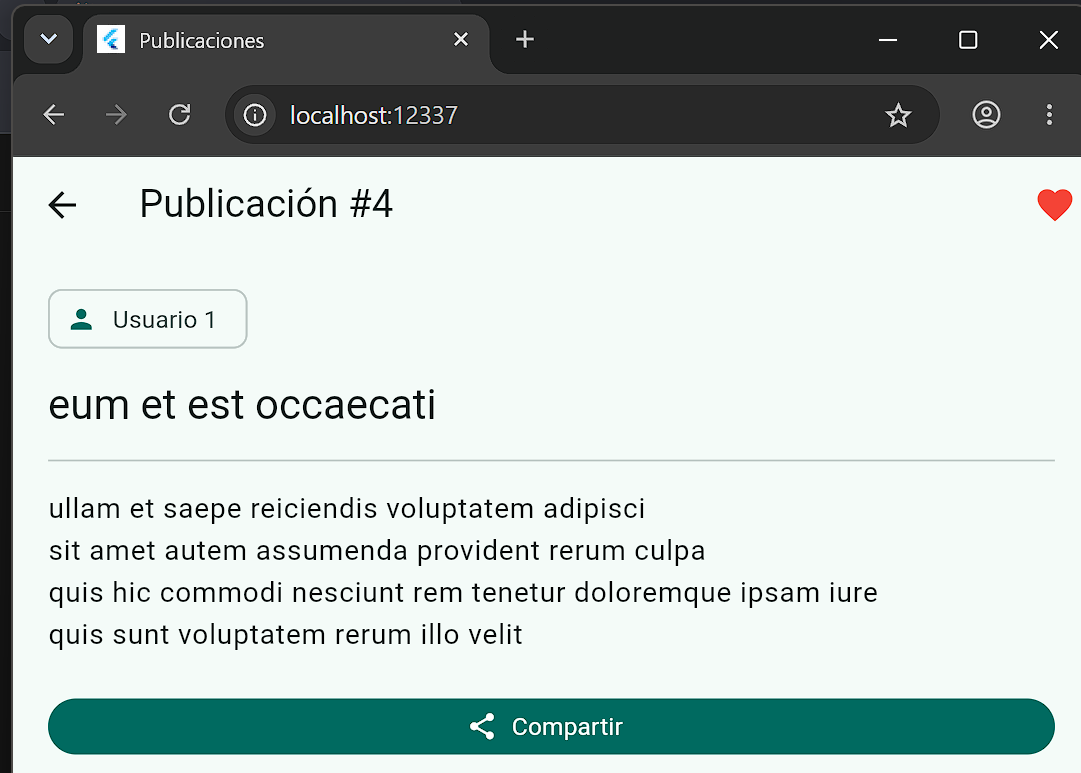 Publicaciones
localhost:12337
Publicación #4
Usuario 1
eum et est occaecati
ullam et saepe reiciendis voluptatem adipisci
sit amet autem assumenda provident rerum culpa
quis hic commodi nesciunt rem tenetur doloremque ipsam iure
quis sunt voluptatem rerum illo velit
Compartir